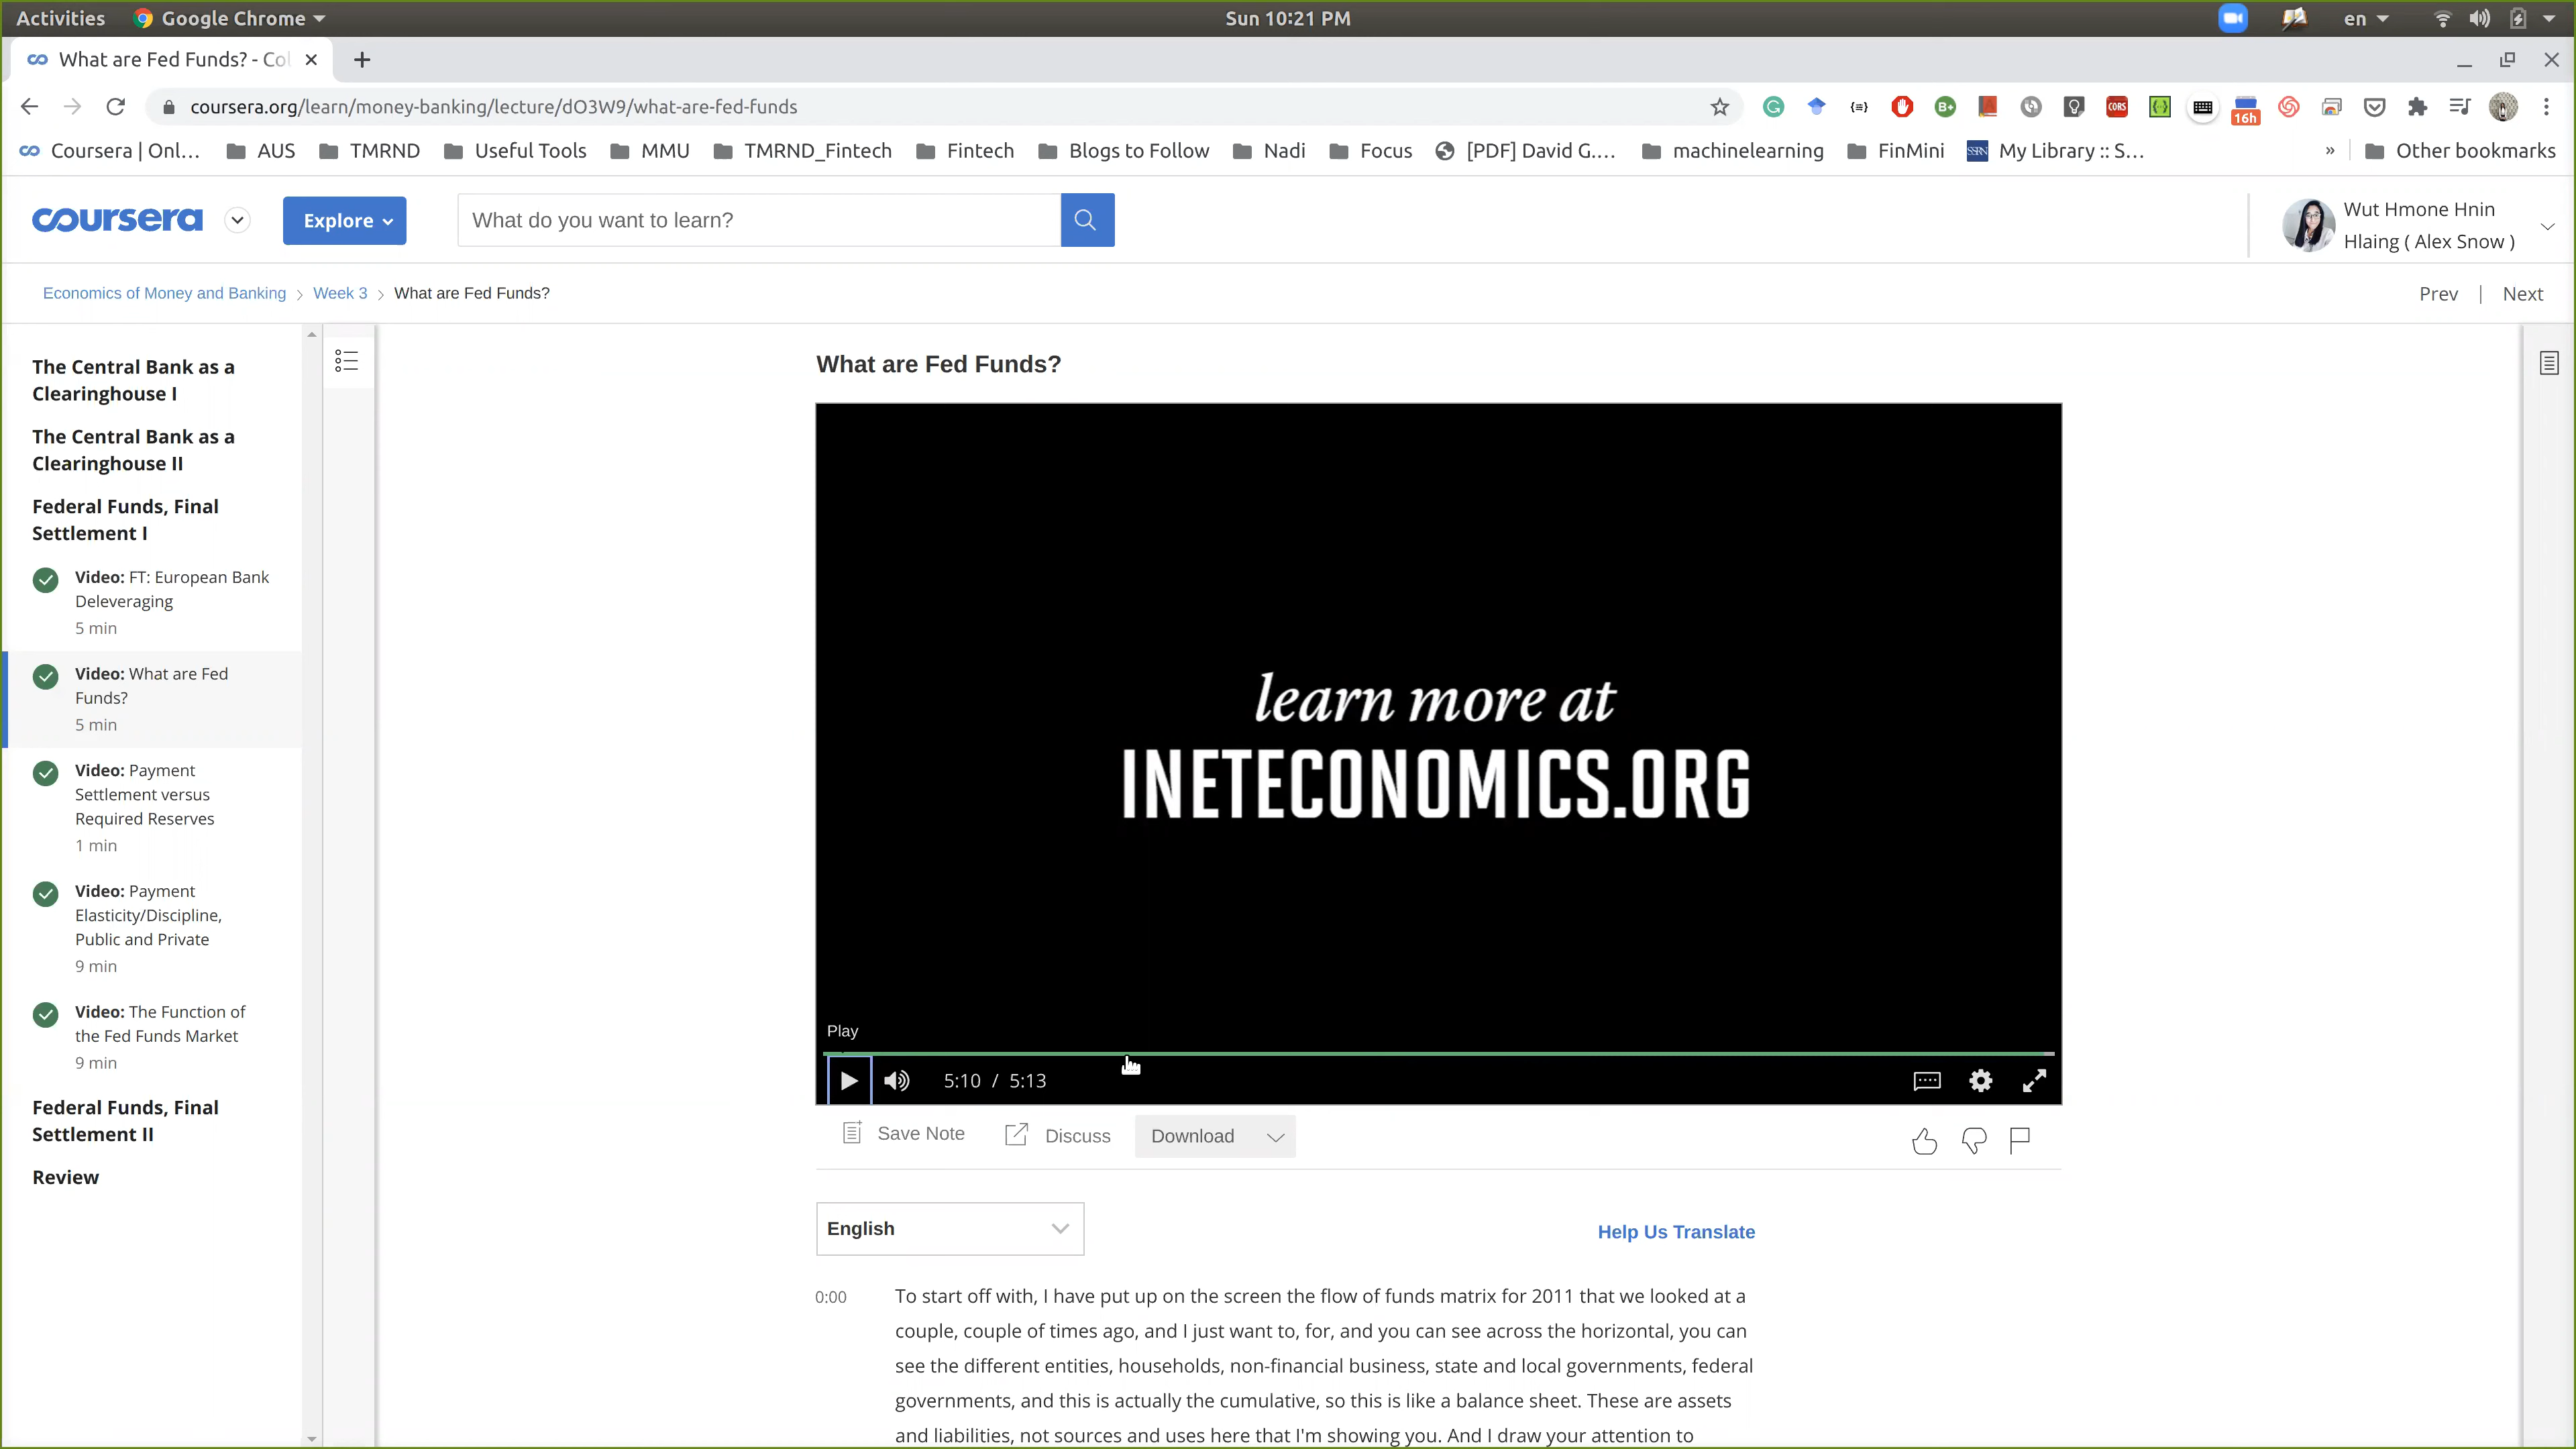 Activities
Google Chrome
Sun 10:21 PM
en
What are Fed Funds? - Co
coursera.org/learn/money-banking/lecture/dO3W9/what-are-fed-funds
CORS
16h
Coursera | Onl...
AUS
TMRND
Useful Tools
MMU
TMRND_Fintech
Fintech
Blogs to Follow
Nadi
Focus
[PDF] David G....
machinelearning
FinMini
SSRN
My Library :: S...
»
Other bookmarks
coursera
Explore
What do you want to learn?
Wut Hmone Hnin
Hlaing ( Alex Snow )
Economics of Money and Banking > Week 3 > What are Fed Funds?
Prev | Next
The Central Bank as a
Clearinghouse I
The Central Bank as a
Clearinghouse II
Federal Funds, Final
Settlement I
Video: FT: European Bank
Deleveraging
5 min
Video: What are Fed
Funds?
5 min
Video: Payment
Settlement versus
Required Reserves
1 min
Video: Payment
Elasticity/Discipline,
Public and Private
9 min
Video: The Function of
the Fed Funds Market
9 min
Federal Funds, Final
Settlement II
Review
What are Fed Funds?
learn more at
INETECONOMICS.ORG
Play
5:10 / 5:13
Save Note
Discuss
Download
English
Help Us Translate
0:00
To start off with, I have put up on the screen the flow of funds matrix for 2011 that we looked at a
couple, couple of times ago, and I just want to, for, and you can see across the horizontal, you can
see the different entities, households, non-financial business, state and local governments, federal
governments, and this is actually the cumulative, so this is like a balance sheet. These are assets
and liabilities, not sources and uses here that I'm showing you. And I draw your attention to